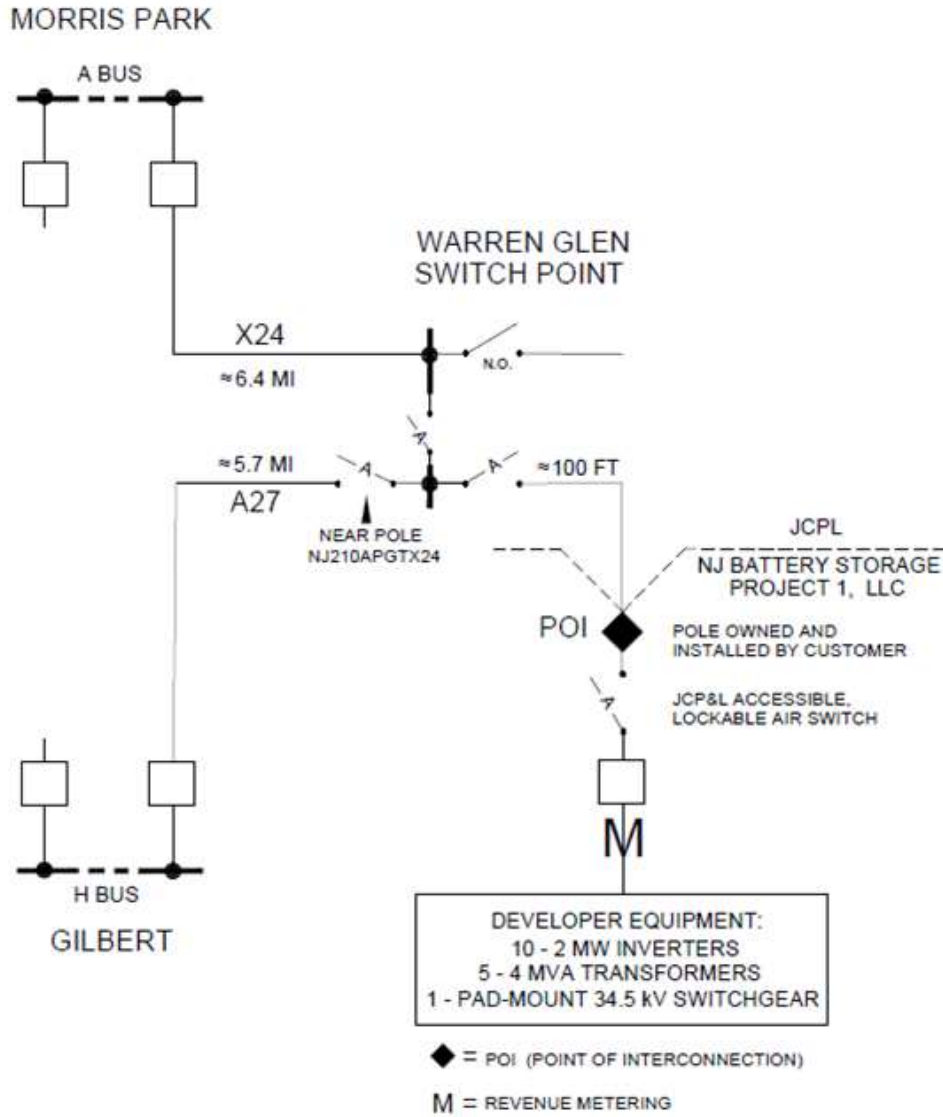 MORRIS PARK
A BUS
WARREN GLEN
SWITCH POINT
X24
≈6.4 MI
N.O.
A
≈5.7 MI
A
A
≈100 FT
A27
NEAR POLE
NJ210APGTX24
JCPL
NJ BATTERY STORAGE
PROJECT 1, LLC
POI
POLE OWNED AND
INSTALLED BY CUSTOMER
A
JCP&L ACCESSIBLE,
LOCKABLE AIR SWITCH
M
H BUS
GILBERT
DEVELOPER EQUIPMENT:
10 - 2 MW INVERTERS
5 - 4 MVA TRANSFORMERS
1 - PAD-MOUNT 34.5 kV SWITCHGEAR
◆ = POI (POINT OF INTERCONNECTION)
M = REVENUE METERING